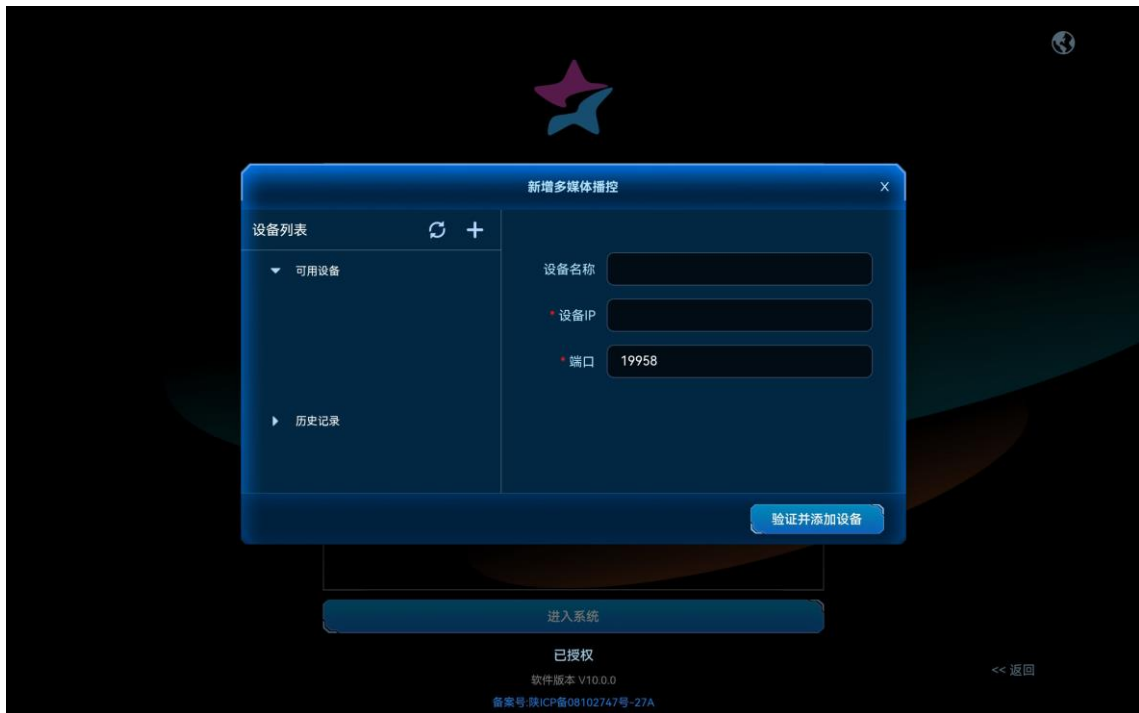 新增多媒体播控
X
设备列表
可用设备
历史记录
设备名称
* 设备IP
* 端口 19958
验证并添加设备
进入系统
已授权
软件版本 V10.0.0
备案号:陕ICP备08102747号-27A
<< 返回